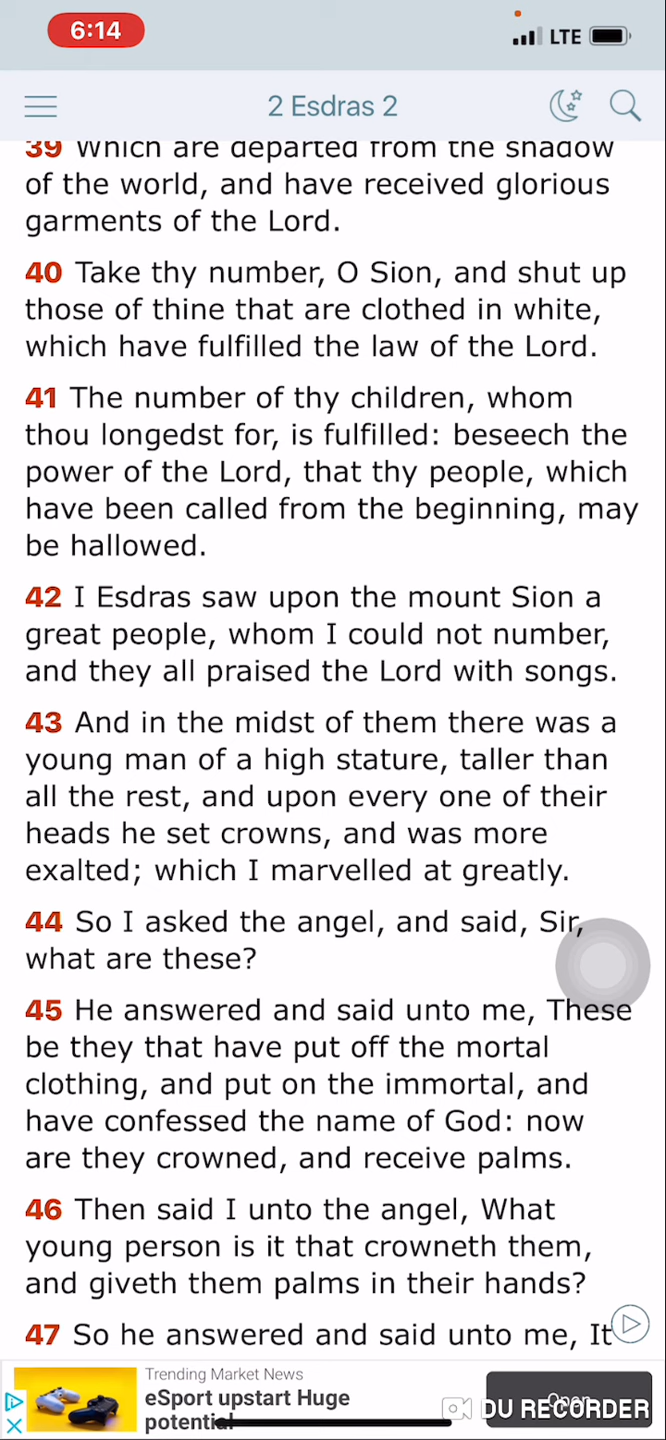 6:14
LTE
2 Esdras 2
39 Which are departed from the shadow
of the world, and have received glorious
garments of the Lord.
40 Take thy number, O Sion, and shut up
those of thine that are clothed in white,
which have fulfilled the law of the Lord.
41 The number of thy children, whom
thou longedst for, is fulfilled: beseech the
power of the Lord, that thy people, which
have been called from the beginning, may
be hallowed.
42 I Esdras saw upon the mount Sion a
great people, whom I could not number,
and they all praised the Lord with songs.
43 And in the midst of them there was a
young man of a high stature, taller than
all the rest, and upon every one of their
heads he set crowns, and was more
exalted; which I marvelled at greatly.
44 So I asked the angel, and said, Sir,
what are these?
45 He answered and said unto me, These
be they that have put off the mortal
clothing, and put on the immortal, and
have confessed the name of God: now
are they crowned, and receive palms.
46 Then said I unto the angel, What
young person is it that crowneth them,
and giveth them palms in their hands?
47 So he answered and said unto me, It
Trending Market News
eSport upstart Huge
potential
Open
DU RECORDER